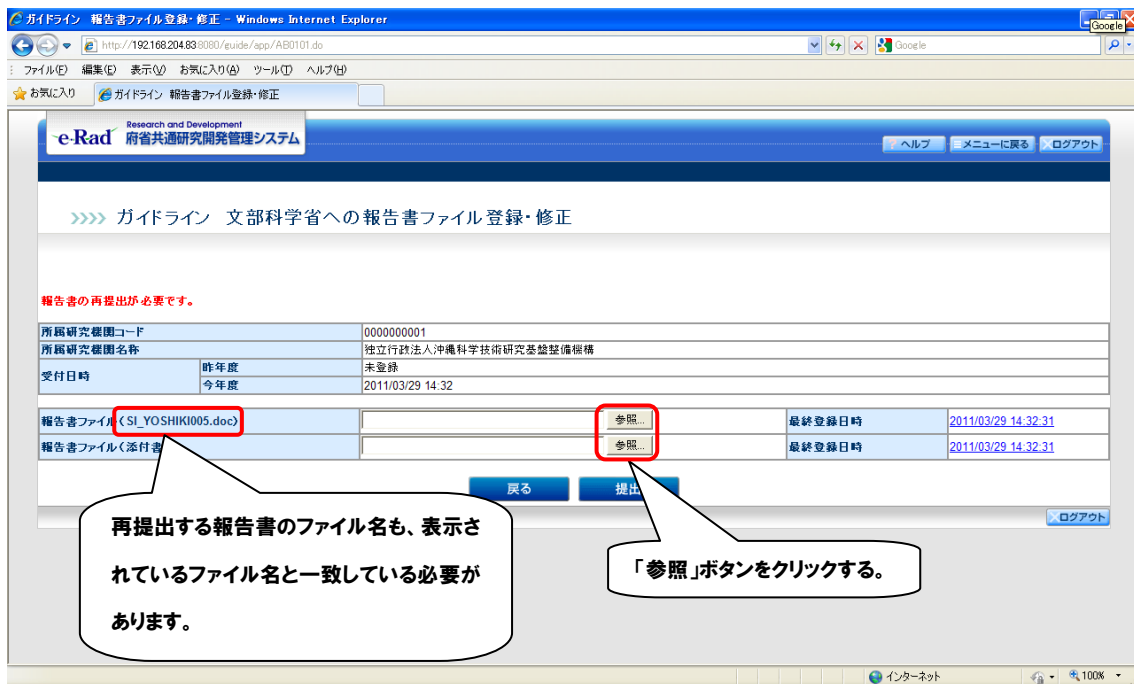 ガイドライン 報告書ファイル登録・修正 - Windows Internet Explorer
Google
http://192.168.204.83:8080/guide/app/AB0101.do
Google
ファイル(F) 編集(E) 表示(V) お気に入り(A) ツール(T) ヘルプ(H)
お気に入り ガイドライン 報告書ファイル登録・修正
e-Rad Research and Development
府省共通研究開発管理システム
? ヘルプ メニューに戻る ログアウト
>>>> ガイドライン 文部科学省への報告書ファイル登録・修正
報告書の再提出が必要です。
所属研究機関コード 0000000001
所属研究機関名称 独立行政法人沖縄科学技術研究基盤整備機構
受付日時 昨年度 未登録
今年度 2011/03/29 14:32
報告書ファイル(SI_YOSHIKI005.doc) 参照... 最終登録日時 2011/03/29 14:32:31
報告書ファイル(添付書 参照... 最終登録日時 2011/03/29 14:32:31
戻る 提出
ログアウト
再提出する報告書のファイル名も、表示さ
れているファイル名と一致している必要が
あります。
「参照」ボタンをクリックする。
インターネット 100%